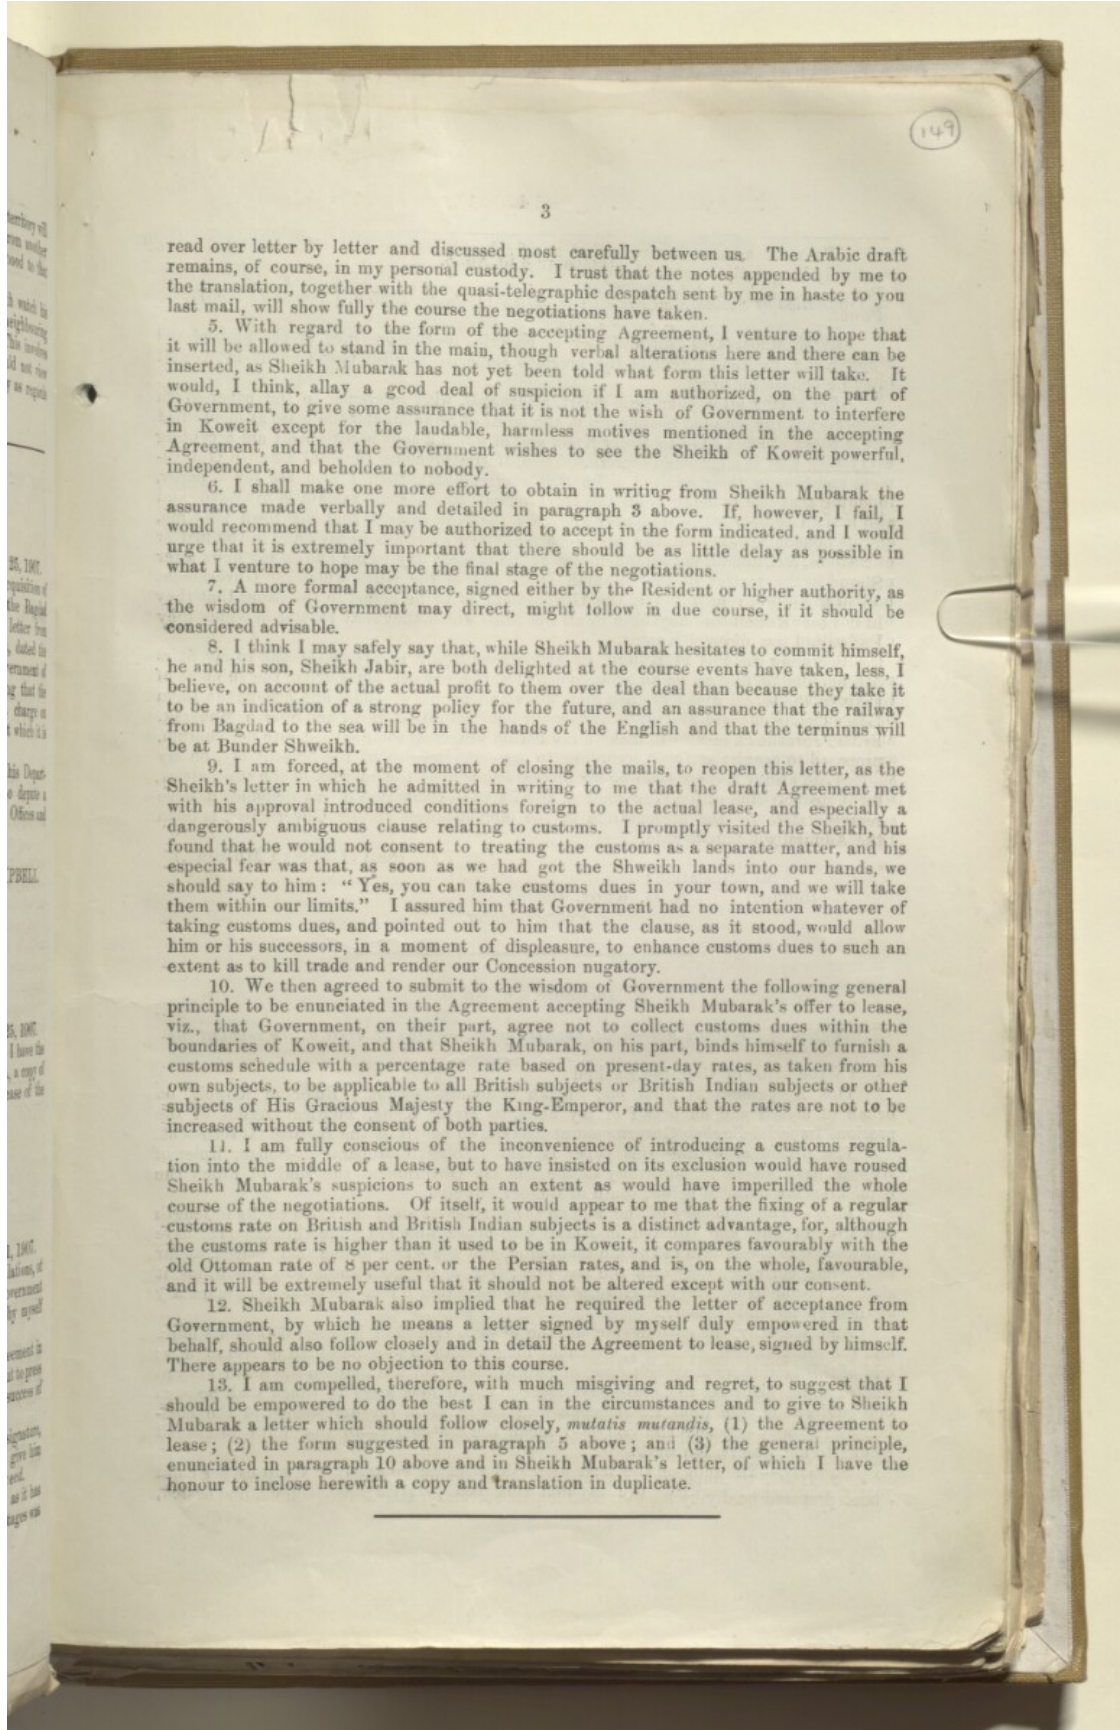 149
3
read over letter by letter and discussed most carefully between us. The Arabic draft
remains, of course, in my personal custody. I trust that the notes appended by me to
the translation, together with the quasi-telegraphic despatch sent by me in haste to you
last mail, will show fully the course the negotiations have taken.
5. With regard to the form of the accepting Agreement, I venture to hope that
it will be allowed to stand in the main, though verbal alterations here and there can be
inserted, as Sheikh Mubarak has not yet been told what form this letter will take. It
would, I think, allay a good deal of suspicion if I am authorized, on the part of
Government, to give some assurance that it is not the wish of Government to interfere
in Koweit except for the laudable, harmless motives mentioned in the accepting
Agreement, and that the Government wishes to see the Sheikh of Koweit powerful,
independent, and beholden to nobody.
6. I shall make one more effort to obtain in writing from Sheikh Mubarak the
assurance made verbally and detailed in paragraph 3 above. If, however, I fail, I
would recommend that I may be authorized to accept in the form indicated, and I would
urge that it is extremely important that there should be as little delay as possible in
what I venture to hope may be the final stage of the negotiations.
7. A more formal acceptance, signed either by the Resident or higher authority, as
the wisdom of Government may direct, might follow in due course, if it should be
considered advisable.
8. I think I may safely say that, while Sheikh Mubarak hesitates to commit himself,
he and his son, Sheikh Jabir, are both delighted at the course events have taken, less, I
believe, on account of the actual profit to them over the deal than because they take it
to be an indication of a strong policy for the future, and an assurance that the railway
from Bagdad to the sea will be in the hands of the English and that the terminus will
be at Bunder Shweikh.
9. I am forced, at the moment of closing the mails, to reopen this letter, as the
Sheikh's letter in which he admitted in writing to me that the draft Agreement met
with his approval introduced conditions foreign to the actual lease, and especially a
dangerously ambiguous clause relating to customs. I promptly visited the Sheikh, but
found that he would not consent to treating the customs as a separate matter, and his
especial fear was that, as soon as we had got the Shweikh lands into our hands, we
should say to him: "Yes, you can take customs dues in your town, and we will take
them within our limits." I assured him that Government had no intention whatever of
taking customs dues, and pointed out to him that the clause, as it stood, would allow
him or his successors, in a moment of displeasure, to enhance customs dues to such an
extent as to kill trade and render our Concession nugatory.
10. We then agreed to submit to the wisdom of Government the following general
principle to be enunciated in the Agreement accepting Sheikh Mubarak's offer to lease,
viz., that Government, on their part, agree not to collect customs dues within the
boundaries of Koweit, and that Sheikh Mubarak, on his part, binds himself to furnish a
customs schedule with a percentage rate based on present-day rates, as taken from his
own subjects, to be applicable to all British subjects or British Indian subjects or other
subjects of His Gracious Majesty the King-Emperor, and that the rates are not to be
increased without the consent of both parties.
11. I am fully conscious of the inconvenience of introducing a customs regula-
tion into the middle of a lease, but to have insisted on its exclusion would have roused
Sheikh Mubarak's suspicions to such an extent as would have imperilled the whole
course of the negotiations. Of itself, it would appear to me that the fixing of a regular
customs rate on British and British Indian subjects is a distinct advantage, for, although
the customs rate is higher than it used to be in Koweit, it compares favourably with the
old Ottoman rate of 8 per cent. or the Persian rates, and is, on the whole, favourable,
and it will be extremely useful that it should not be altered except with our consent.
12. Sheikh Mubarak also implied that he required the letter of acceptance from
Government, by which he means a letter signed by myself duly empowered in that
behalf, should also follow closely and in detail the Agreement to lease, signed by himself.
There appears to be no objection to this course.
13. I am compelled, therefore, with much misgiving and regret, to suggest that I
should be empowered to do the best I can in the circumstances and to give to Sheikh
Mubarak a letter which should follow closely, mutatis mutandis, (1) the Agreement to
lease; (2) the form suggested in paragraph 5 above; and (3) the general principle,
enunciated in paragraph 10 above and in Sheikh Mubarak's letter, of which I have the
honour to inclose herewith a copy and translation in duplicate.